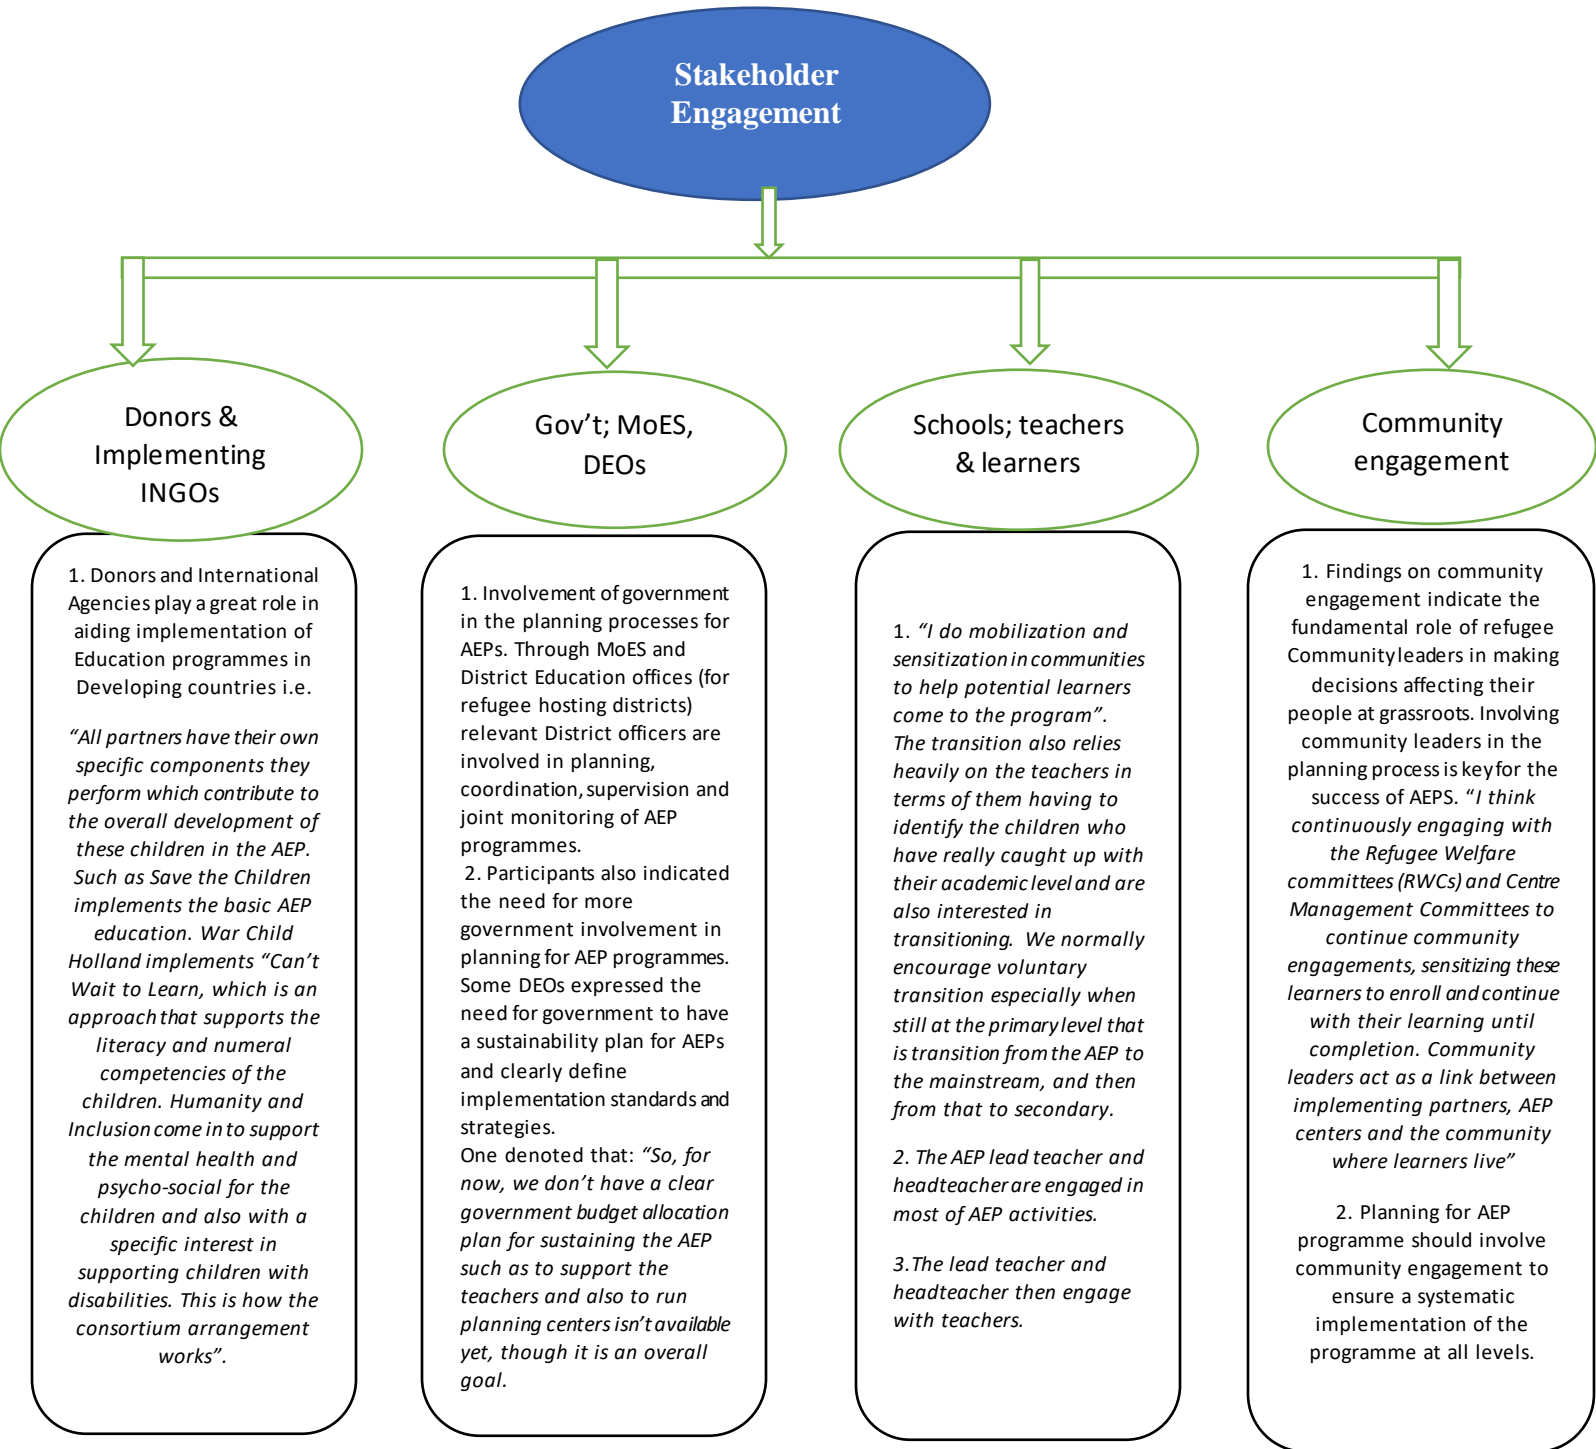 Stakeholder
Engagement
Donors &
Implementing
INGOs
1. Donors and International
Agencies play a great role in
aiding implementation of
Education programmes in
Developing countries i.e.
“All partners have their own
specific components they
perform which contribute to
the overall development of
these children in the AEP.
Such as Save the Children
implements the basic AEP
education. War Child
Holland implements “Can’t
Wait to Learn, which is an
approach that supports the
literacy and numeral
competencies of the
children. Humanity and
Inclusion come in to support
the mental health and
psycho-social for the
children and also with a
specific interest in
supporting children with
disabilities. This is how the
consortium arrangement
works”.
Gov’t; MoES,
DEOs
1. Involvement of government
in the planning processes for
AEPs. Through MoES and
District Education offices (for
refugee hosting districts)
relevant District officers are
involved in planning,
coordination, supervision and
joint monitoring of AEP
programmes.
2. Participants also indicated
the need for more
government involvement in
planning for AEP programmes.
Some DEOs expressed the
need for government to have
a sustainability plan for AEPs
and clearly define
implementation standards and
strategies.
One denoted that: “So, for
now, we don’t have a clear
government budget allocation
plan for sustaining the AEP
such as to support the
teachers and also to run
planning centers isn’t available
yet, though it is an overall
goal.
Schools; teachers
& learners
1. “I do mobilization and
sensitization in communities
to help potential learners
come to the program”.
The transition also relies
heavily on the teachers in
terms of them having to
identify the children who
have really caught up with
their academic level and are
also interested in
transitioning. We normally
encourage voluntary
transition especially when
still at the primary level that
is transition from the AEP to
the mainstream, and then
from that to secondary.
2. The AEP lead teacher and
headteacher are engaged in
most of AEP activities.
3.The lead teacher and
headteacher then engage
with teachers.
Community
engagement
1. Findings on community
engagement indicate the
fundamental role of refugee
Community leaders in making
decisions affecting their
people at grassroots. Involving
community leaders in the
planning process is key for the
success of AEPS. “I think
continuously engaging with
the Refugee Welfare
committees (RWCs) and Centre
Management Committees to
continue community
engagements, sensitizing these
learners to enroll and continue
with their learning until
completion. Community
leaders act as a link between
implementing partners, AEP
centers and the community
where learners live”
2. Planning for AEP
programme should involve
community engagement to
ensure a systematic
implementation of the
programme at all levels.